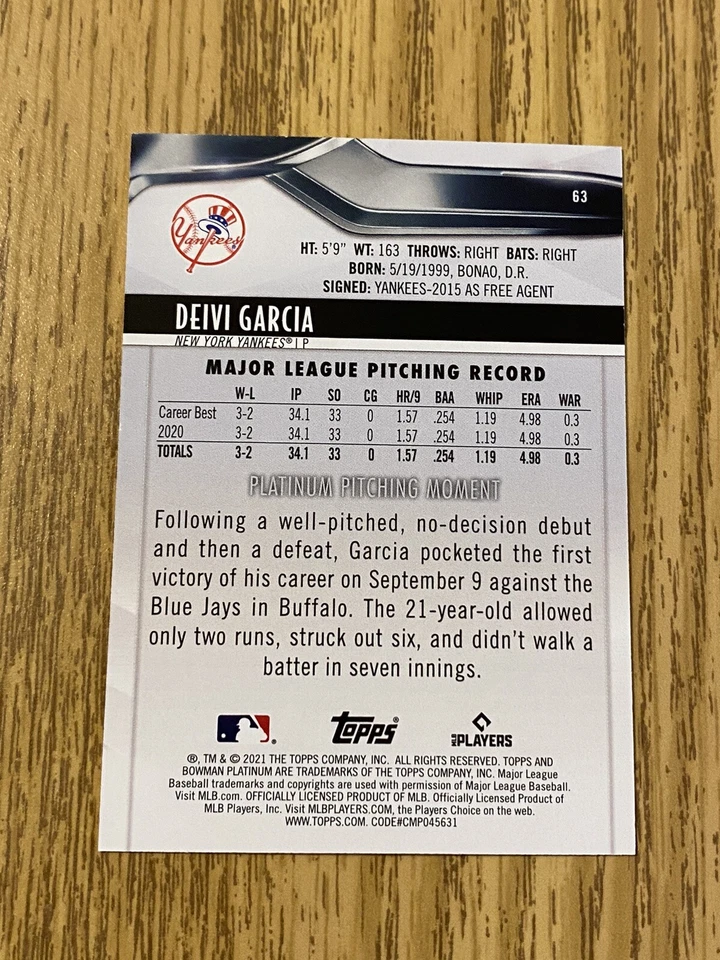 63
Yankees
HT: 5'9" WT: 163 THROWS: RIGHT BATS: RIGHT
BORN: 5/19/1999, BONAO, D.R.
SIGNED: YANKEES-2015 AS FREE AGENT
DEIVI GARCIA
NEW YORK YANKEES® | P
MAJOR LEAGUE PITCHING RECORD
W-L IP SO CG HR/9 BAA WHIP ERA WAR
Career Best 3-2 34.1 33 0 1.57 .254 1.19 4.98 0.3
2020 3-2 34.1 33 0 1.57 .254 1.19 4.98 0.3
TOTALS 3-2 34.1 33 0 1.57 .254 1.19 4.98 0.3
PLATINUM PITCHING MOMENT
Following a well-pitched, no-decision debut
and then a defeat, Garcia pocketed the first
victory of his career on September 9 against the
Blue Jays in Buffalo. The 21-year-old allowed
only two runs, struck out six, and didn't walk a
batter in seven innings.
Topps® MLB PLAYERS
®, TM & © 2021 THE TOPPS COMPANY, INC. ALL RIGHTS RESERVED. TOPPS AND
BOWMAN PLATINUM ARE TRADEMARKS OF THE TOPPS COMPANY, INC. Major League
Baseball trademarks and copyrights are used with permission of Major League Baseball.
Visit MLB.com. OFFICIALLY LICENSED PRODUCT OF MLB. Officially Licensed Product of
MLB Players, Inc. Visit MLBPLAYERS.COM, the Players Choice on the web.
WWW.TOPPS.COM. CODE#CMP045631